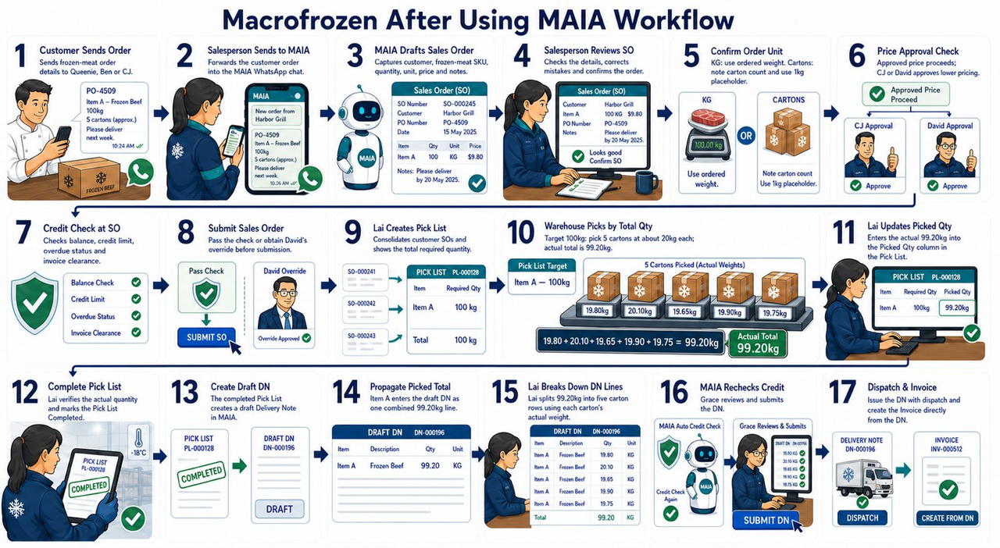 Macrofrozen After Using MAIA Workflow
1
Customer Sends Order
Sends frozen-meat order
details to Queenie, Ben or CJ.
PO-4509
Item A – Frozen Beef
100kg
5 cartons (approx.)
Please deliver
next week.
10:24 AM
FROZEN BEEF
2
Salesperson Sends to MAIA
Forwards the customer order
into the MAIA WhatsApp chat.
MAIA
New order from
Harbor Grill
PO-4509
Item A – Frozen Beef
100kg
5 cartons (approx.)
Please deliver
next week.
10:26 AM
3
MAIA Drafts Sales Order
Captures customer, frozen-meat SKU,
quantity, unit, price and notes.
MAIA
Sales Order (SO)
SO Number SO-000245
Customer Harbor Grill
PO Number PO-4509
Date 15 May 2025
Item Qty Unit Price
Item A 100 KG $9.80
Notes: Please deliver
by 20 May 2025.
4
Salesperson Reviews SO
Checks the details, corrects
mistakes and confirms the order.
Sales Order (SO)
Customer Harbor Grill
Item A 100 KG $9.80
PO Number PO-4509
Notes Please deliver
by 20 May 2025.
Looks good
Confirm SO
5
Confirm Order Unit
KG: use ordered weight. Cartons:
note carton count and use 1kg
placeholder.
KG
100.00 kg
Use ordered
weight.
OR
CARTONS
Note carton count
Use 1kg placeholder.
6
Price Approval Check
Approved price proceeds;
CJ or David approves lower pricing.
Approved Price
Proceed
CJ Approval
Approve
David Approval
Approve
7
Credit Check at SO
Checks balance, credit limit,
overdue status and
invoice clearance.
Balance Check
Credit Limit
Overdue Status
Invoice Clearance
8
Submit Sales Order
Pass the check or obtain David's
override before submission.
Pass Check
SUBMIT SO
David Override
Override Approved
9
Lai Creates Pick List
Consolidates customer SOs and
shows the total required quantity.
SO-000241
SO-000242
SO-000243
PICK LIST PL-000128
Item Required Qty
Item A 100 kg
Total 100 kg
10
Warehouse Picks by Total Qty
Target 100kg: pick 5 cartons at about 20kg each;
actual total is 99.20kg.
Pick List Target
Item A — 100kg
5 Cartons Picked (Actual Weights)
19.80kg 20.10kg 19.65kg 19.90kg 19.75kg
19.80 + 20.10 + 19.65 + 19.90 + 19.75 = 99.20kg
Actual Total
99.20kg
11
Lai Updates Picked Qty
Enters the actual 99.20kg into
the Picked Qty column in
the Pick List.
PICK LIST PL-000128
Item Required Qty Picked Qty
Item A 100kg 99.20kg
12
Complete Pick List
Lai verifies the actual quantity
and marks the Pick List
Completed.
-18°C
PICK LIST
PL-000128
COMPLETED
13
Create Draft DN
The completed Pick List
creates a draft Delivery Note
in MAIA.
PICK LIST
PL-000128
COMPLETED
DRAFT DN
DN-000196
DRAFT
14
Propagate Picked Total
Item A enters the draft DN as
one combined 99.20kg line.
DRAFT DN DN-000196
Item Description Qty Unit
Item A Frozen Beef 99.20 KG
15
Lai Breaks Down DN Lines
Lai splits 99.20kg into five carton
rows using each carton's
actual weight.
DRAFT DN DN-000196
Item Description Qty Unit
Item A Frozen Beef 19.80 KG
Item A Frozen Beef 20.10 KG
Item A Frozen Beef 19.65 KG
Item A Frozen Beef 19.90 KG
Item A Frozen Beef 19.75 KG
Total 99.20 KG
16
MAIA Rechecks Credit
Grace reviews and submits
the DN.
MAIA Auto Credit Check
MAIA
Credit Check
Again
Grace Reviews & Submits
DRAFT DN DN-000196
19.80 KG
20.10 KG
19.65 KG
19.90 KG
19.75 KG
SUBMIT DN
17
Dispatch & Invoice
Issue the DN with dispatch and
create the Invoice directly
from the DN.
DELIVERY NOTE
DN-000196
DISPATCH
INVOICE
INV-000512
CREATE FROM DN